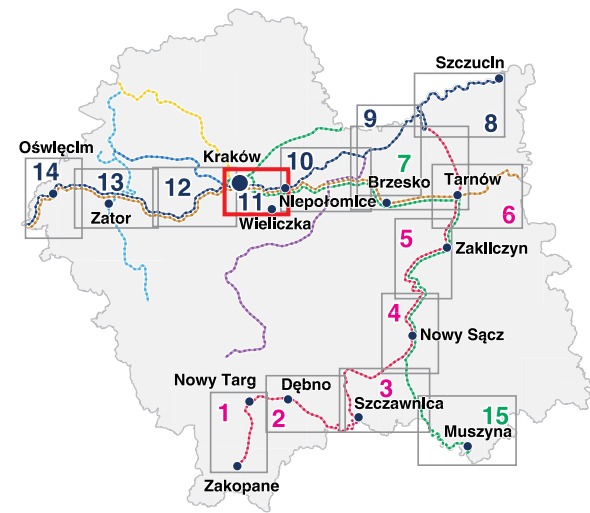 Szczucin
9
8
Oświęcim
Kraków
10
7
14
13
12
11
Niepołomice
Brzesko
Tarnów
Zator
Wieliczka
6
5
Zakliczyn
4
Nowy Sącz
Nowy Targ
Dębno
3
1
2
Szczawnica
15
Muszyna
Zakopane